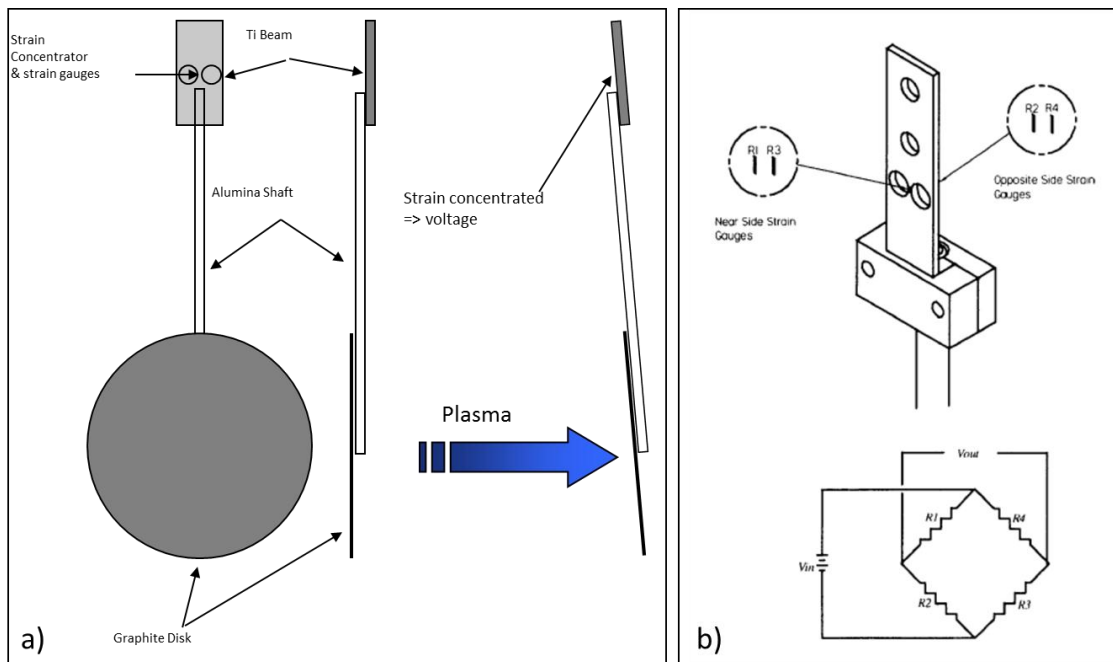 Strain
Concentrator
& strain gauges
Ti Beam
Alumina Shaft
Strain concentrated
=> voltage
Plasma
Graphite Disk
a)
R2 R4
R1 R3
Opposite Side Strain
Gauges
Near Side Strain
Gauges
Vout
R1
R4
Vin
R2
R3
b)